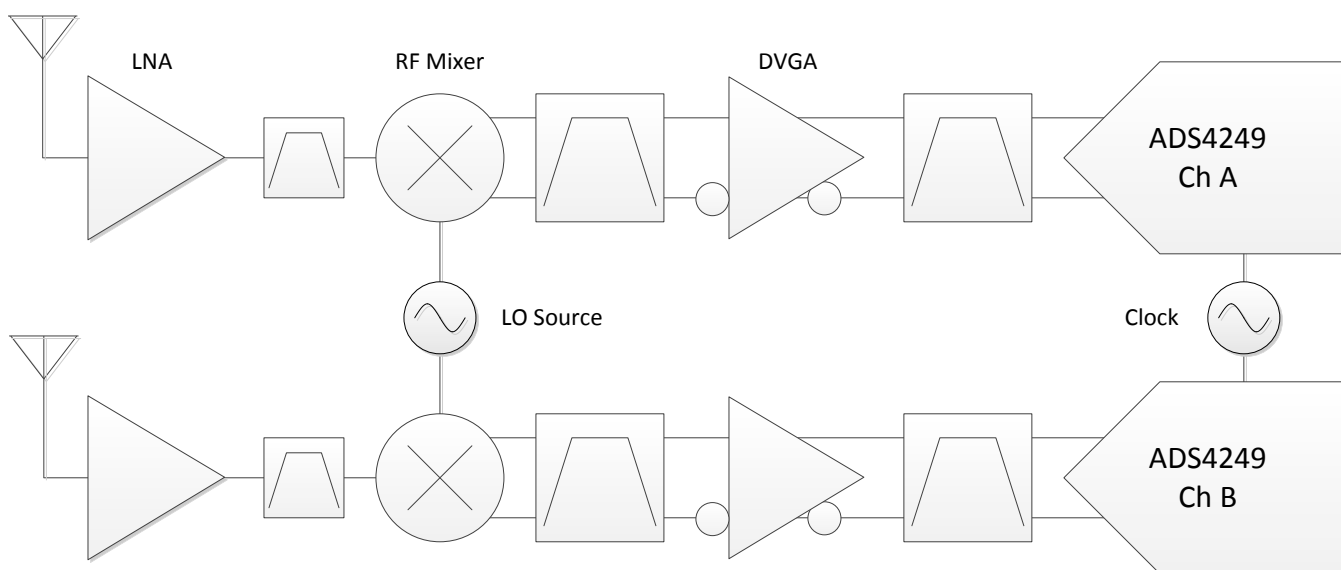 LNA
RF Mixer
DVGA
ADS4249
Ch A
LO Source
Clock
ADS4249
Ch B